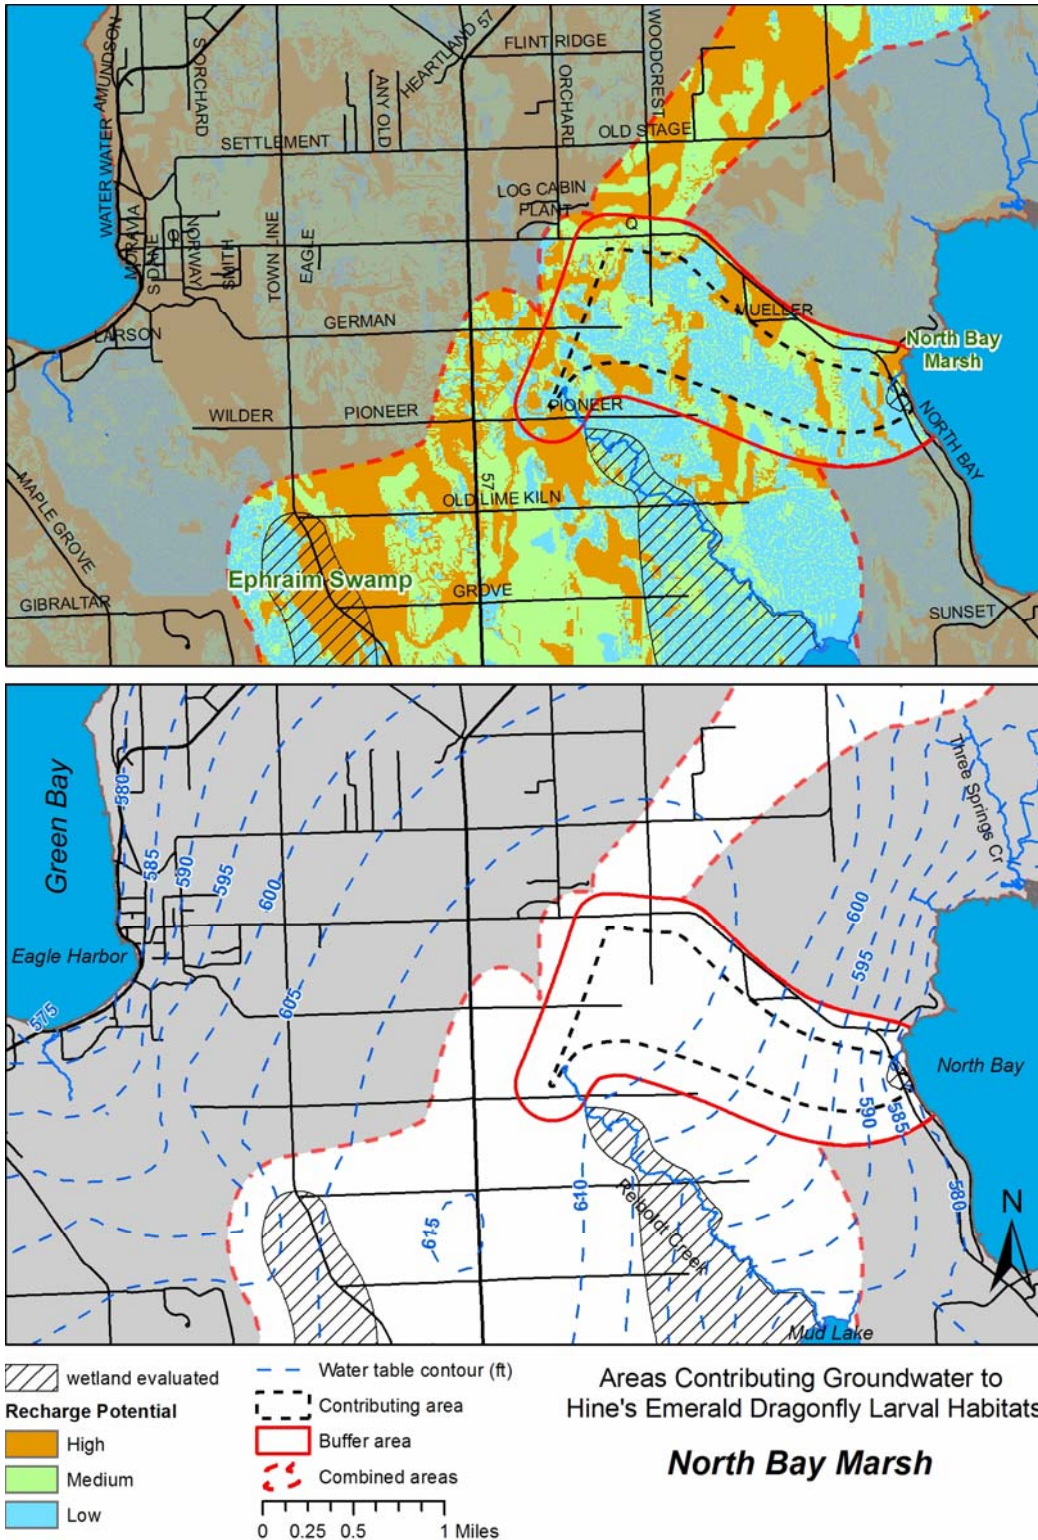 AMUNDSON
WATER WATER
S ORCHARD
SETTLEMENT
ANY OLD
HEARTLAND
57
FLINT RIDGE
ORCHARD
WOODCREST
OLD STAGE
LOG CABIN
PLANT
Q
Q
MORAVIA
NORWAY
SMITH
TOWN LINE
EAGLE
LARSON
GERMAN
MUELLER
North Bay
Marsh
WILDER
PIONEER
PIONEER
NORTH BAY
MAPLE GROVE
57
OLD LIME KILN
Ephraim Swamp
GROVE
GIBRALTAR
SUNSET
Green Bay
580
585
590
595
600
Three Springs Cr
Eagle Harbor
600
595
605
575
North Bay
590
585
580
610
615
Reiboldt Creek
N
Mud Lake
wetland evaluated
Recharge Potential
High
Medium
Low
Water table contour (ft)
Contributing area
Buffer area
Combined areas
0 0.25 0.5 1 Miles
Areas Contributing Groundwater to
Hine's Emerald Dragonfly Larval Habitats
North Bay Marsh